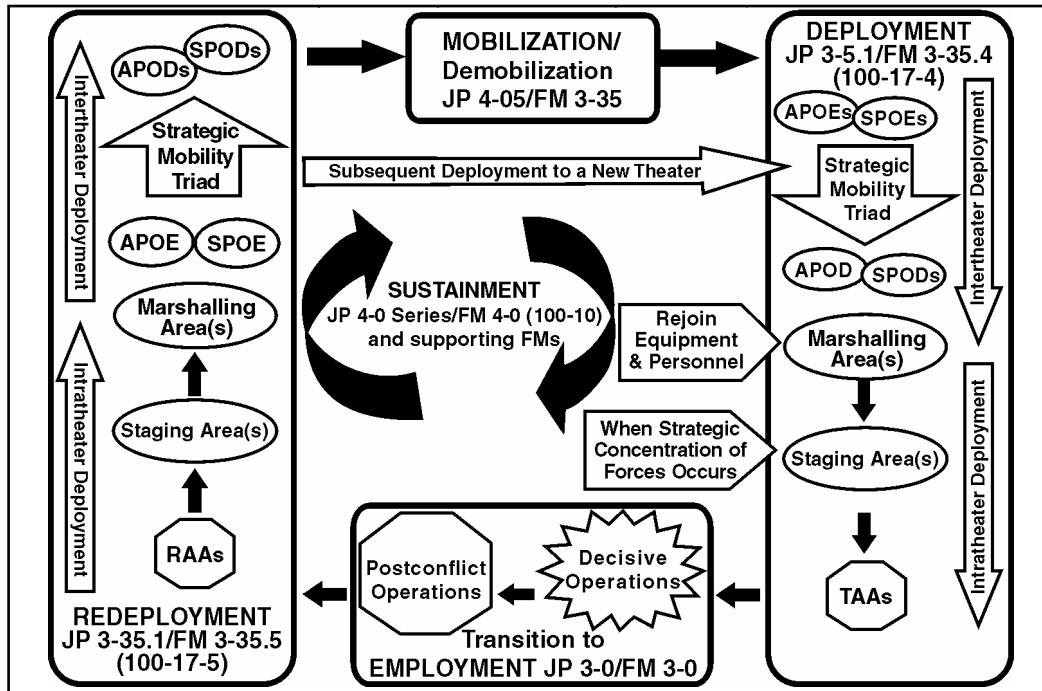 SPODs
APODs
Strategic
Mobility
Triad
Intertheater Deployment
APOE
SPOE
Marshalling
Area(s)
Staging Area(s)
Intratheater Deployment
RAAs
REDEPLOYMENT
JP 3-35.1/FM 3-35.5
(100-17-5)
MOBILIZATION/
Demobilization
JP 4-05/FM 3-35
Subsequent Deployment to a New Theater
SUSTAINMENT
JP 4-0 Series/FM 4-0 (100-10)
and supporting FMs
Rejoin
Equipment
& Personnel
When Strategic
Concentration of
Forces Occurs
Postconflict
Operations
Decisive
Operations
Transition to
EMPLOYMENT JP 3-0/FM 3-0
DEPLOYMENT
JP 3-5.1/FM 3-35.4
(100-17-4)
APOEs
SPOEs
Strategic
Mobility
Triad
Intertheater Deployment
APOD
SPODs
Marshalling
Area(s)
Staging Area(s)
Intratheater Deployment
TAAs